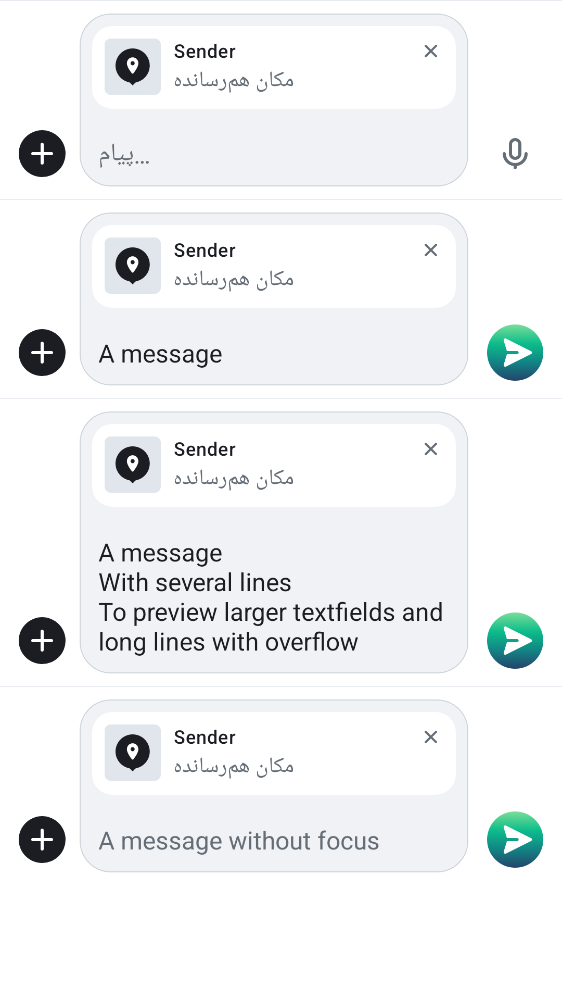 Sender
مکان هم‌رسانده
پیام…
Sender
مکان هم‌رسانده
A message
Sender
مکان هم‌رسانده
A message
With several lines
To preview larger textfields and
long lines with overflow
Sender
مکان هم‌رسانده
A message without focus